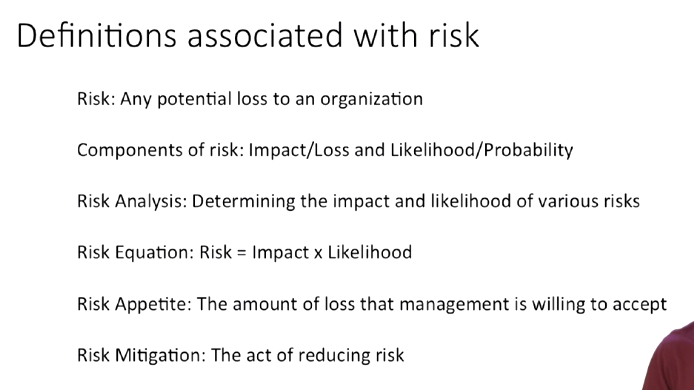 Definitions associated with risk
Risk: Any potential loss to an organization
Components of risk: Impact/Loss and Likelihood/Probability
Risk Analysis: Determining the impact and likelihood of various risks
Risk Equation: Risk = Impact x Likelihood
Risk Appetite: The amount of loss that management is willing to accept
Risk Mitigation: The act of reducing risk